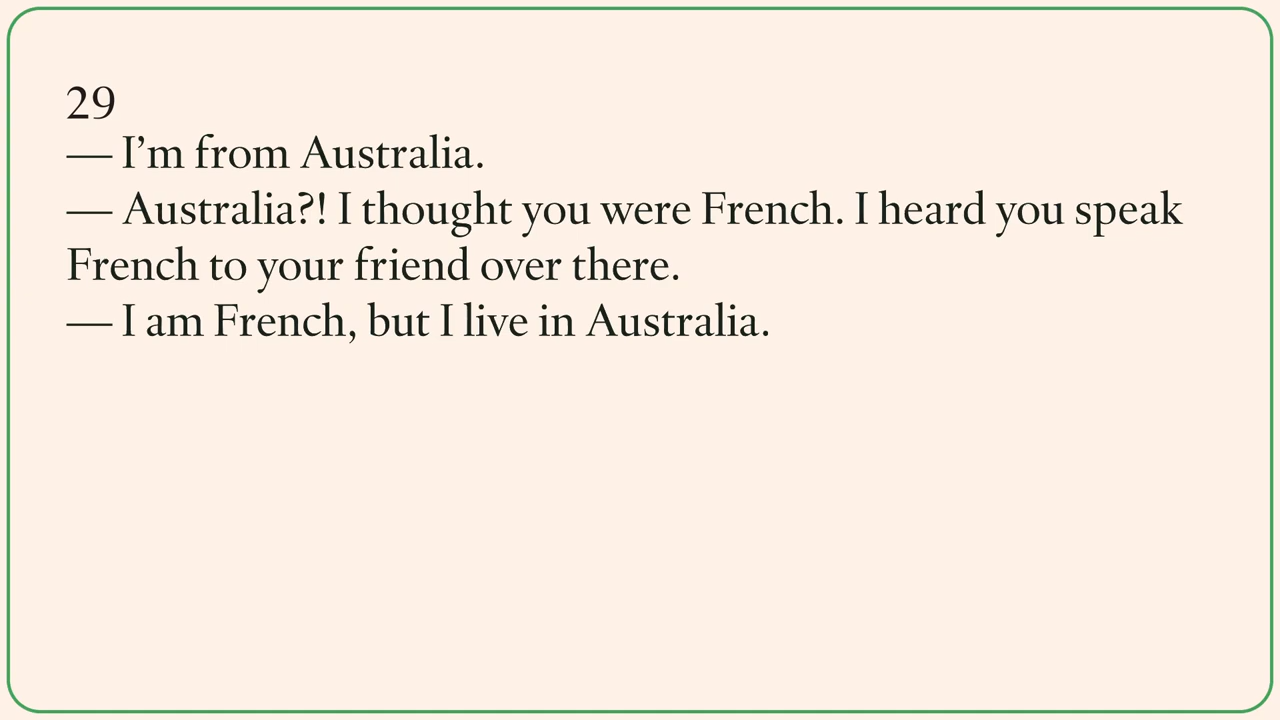 29
— I’m from Australia.
— Australia?! I thought you were French. I heard you speak
French to your friend over there.
— I am French, but I live in Australia.